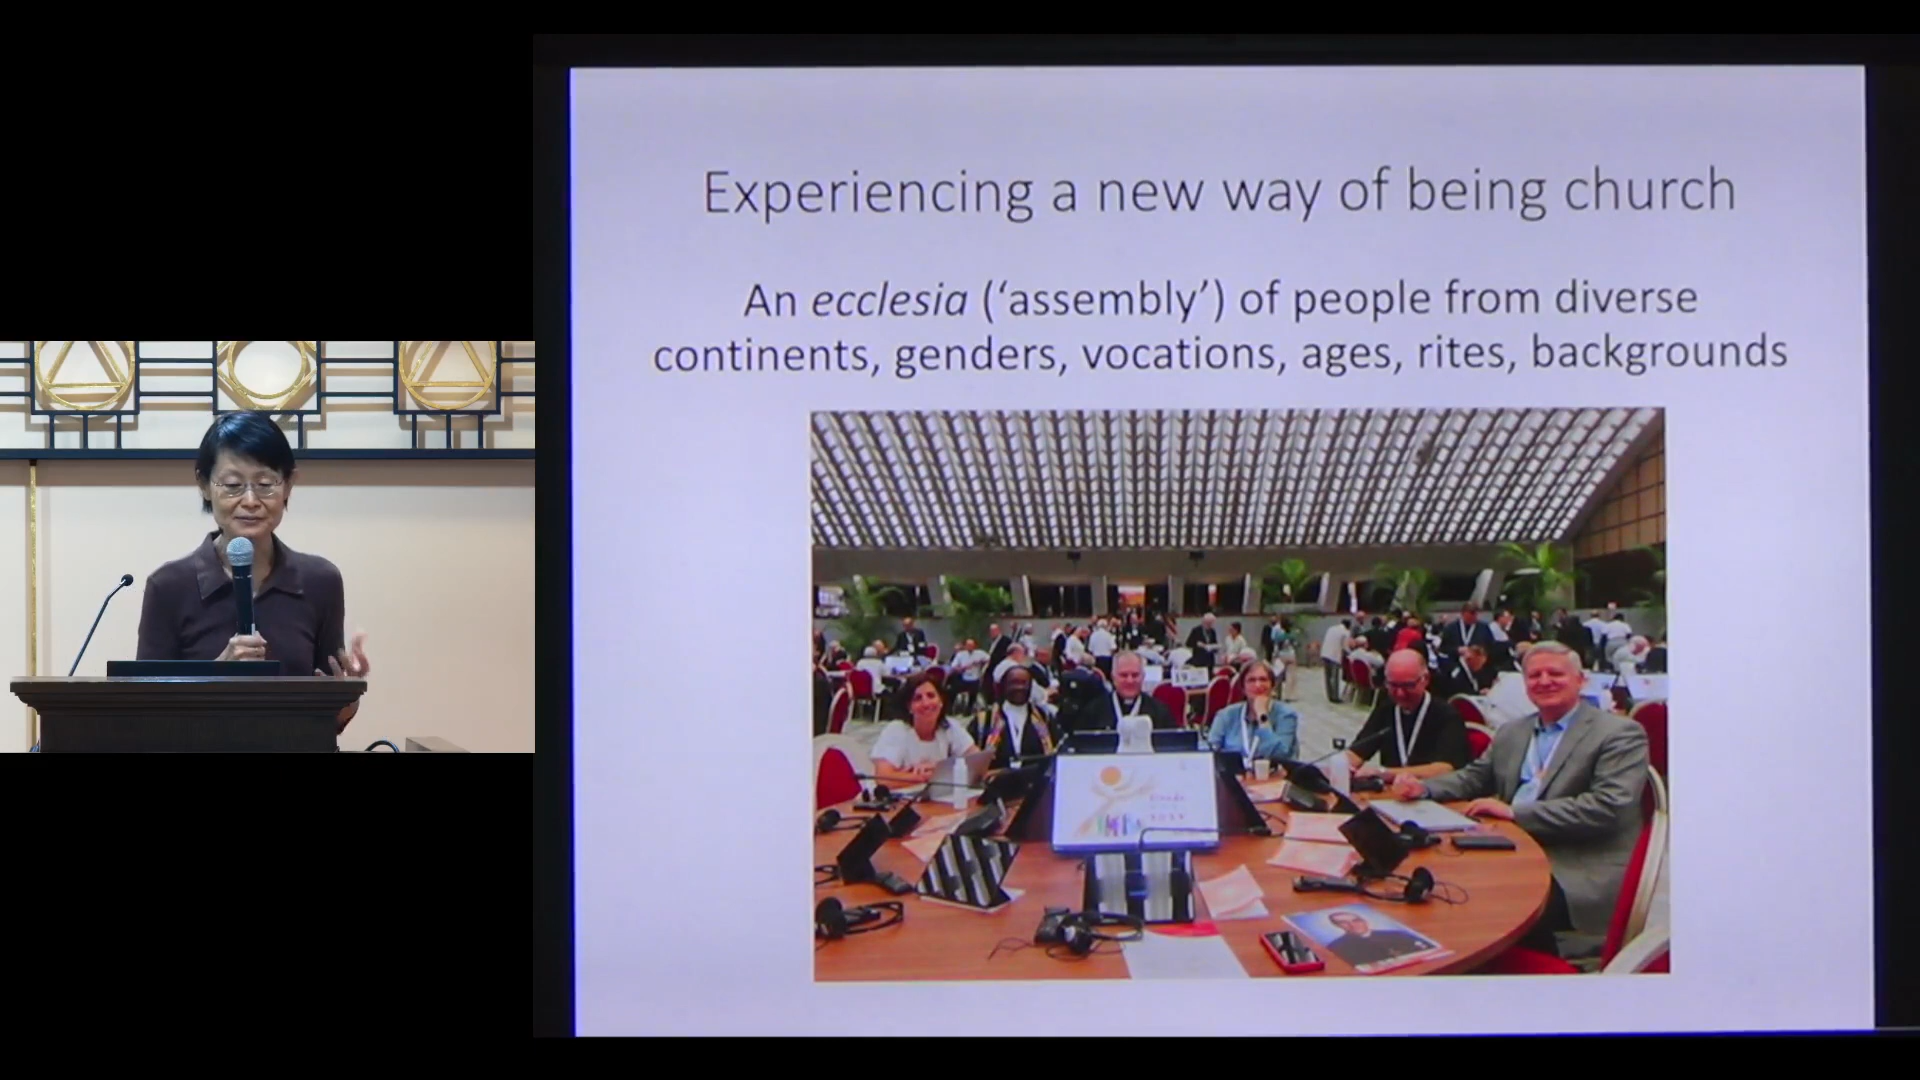 Experiencing a new way of being church
An ecclesia (‘assembly’) of people from diverse
continents, genders, vocations, ages, rites, backgrounds
19